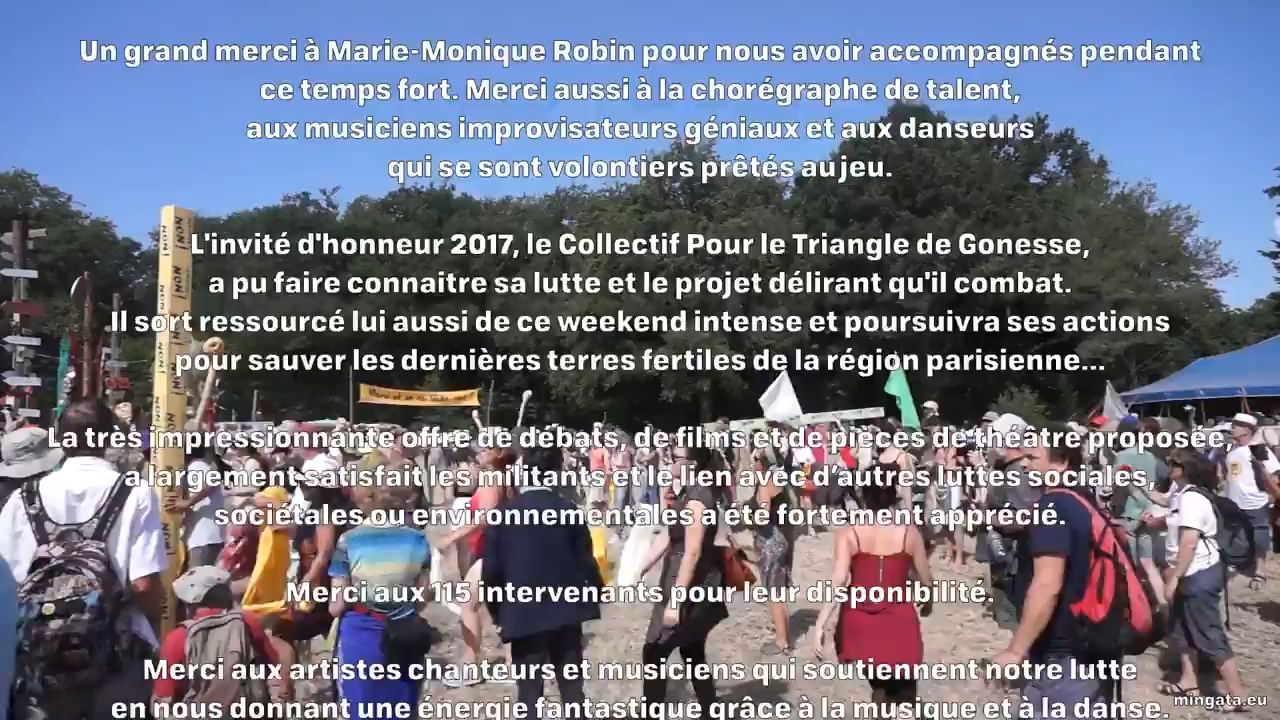 Un grand merci à Marie-Monique Robin pour nous avoir accompagnés pendant
ce temps fort. Merci aussi à la chorégraphe de talent,
aux musiciens improvisateurs géniaux et aux danseurs
qui se sont volontiers prêtés au jeu.
L'invité d'honneur 2017, le Collectif Pour le Triangle de Gonesse,
a pu faire connaitre sa lutte et le projet délirant qu'il combat.
Il sort ressourcé lui aussi de ce weekend intense et poursuivra ses actions
pour sauver les dernières terres fertiles de la région parisienne...
La très impressionnante offre de débats, de films et de pièces de théâtre proposée,
a largement satisfait les militants et le lien avec d’autres luttes sociales,
sociétales ou environnementales a été fortement apprécié.
Merci aux 115 intervenants pour leur disponibilité.
Merci aux artistes chanteurs et musiciens qui soutiennent notre lutte
en nous donnant une énergie fantastique grâce à la musique et à la danse.
mingata.eu
NON!
NON!
NON!